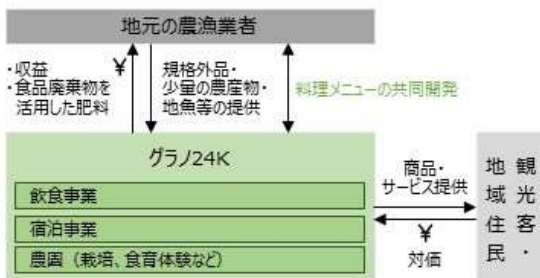 地元の農漁業者
・収益
・食品廃棄物を
活用した肥料
¥
規格外品・
少量の農産物・
地魚等の提供
料理メニューの共同開発
グラノ24K
飲食事業
宿泊事業
農園（栽培、食育体験など）
商品・
サービス提供
¥
対価
観光客・
地域住民